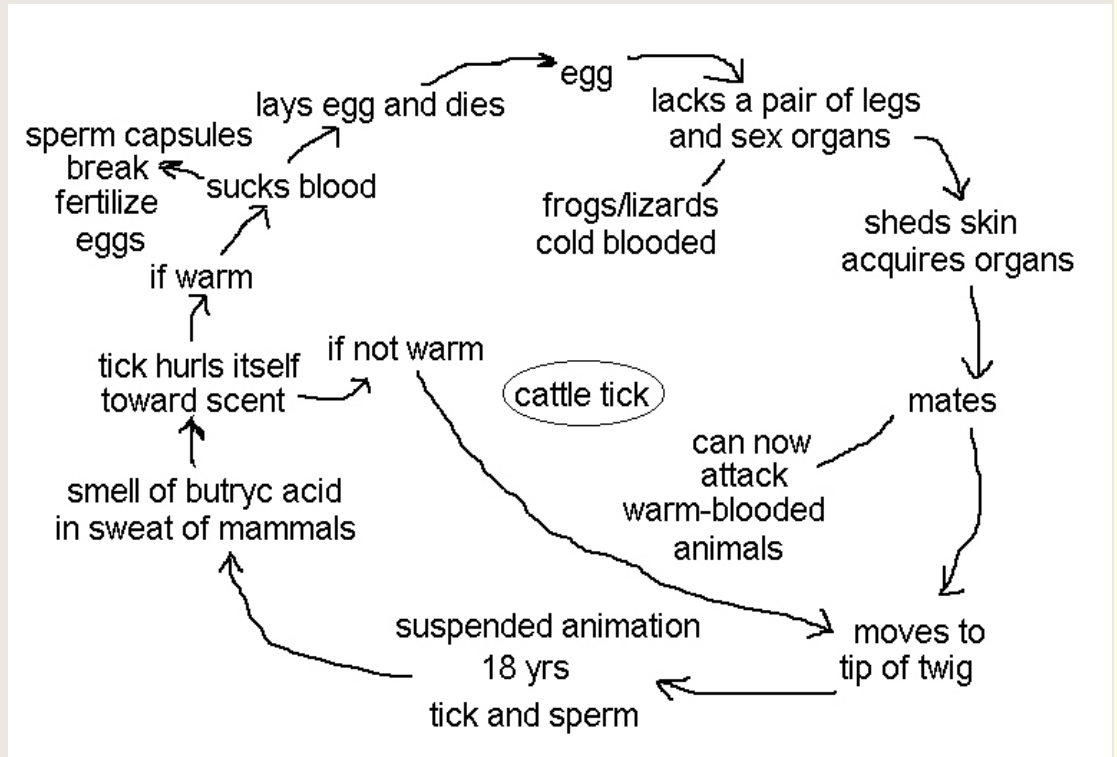 egg
lacks a pair of legs
and sex organs
frogs/lizards
cold blooded
sheds skin
acquires organs
mates
can now
attack
warm-blooded
animals
moves to
tip of twig
suspended animation
18 yrs
tick and sperm
smell of butryc acid
in sweat of mammals
tick hurls itself
toward scent
if not warm
if warm
sucks blood
sperm capsules
break
fertilize
eggs
lays egg and dies
cattle tick